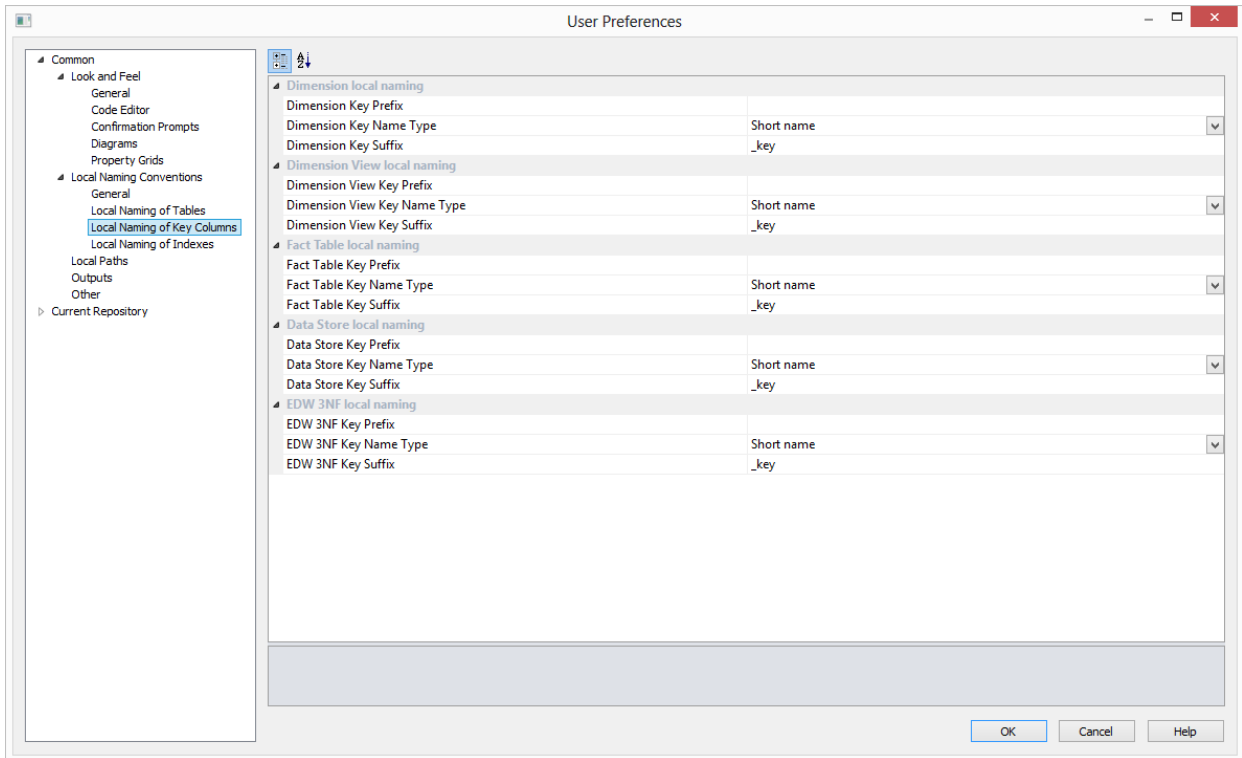 User Preferences
Common
Look and Feel
General
Code Editor
Confirmation Prompts
Diagrams
Property Grids
Local Naming Conventions
General
Local Naming of Tables
Local Naming of Key Columns
Local Naming of Indexes
Local Paths
Outputs
Other
Current Repository
Dimension local naming
Dimension Key Prefix
Dimension Key Name Type Short name
Dimension Key Suffix _key
Dimension View local naming
Dimension View Key Prefix
Dimension View Key Name Type Short name
Dimension View Key Suffix _key
Fact Table local naming
Fact Table Key Prefix
Fact Table Key Name Type Short name
Fact Table Key Suffix _key
Data Store local naming
Data Store Key Prefix
Data Store Key Name Type Short name
Data Store Key Suffix _key
EDW 3NF local naming
EDW 3NF Key Prefix
EDW 3NF Key Name Type Short name
EDW 3NF Key Suffix _key
OK Cancel Help